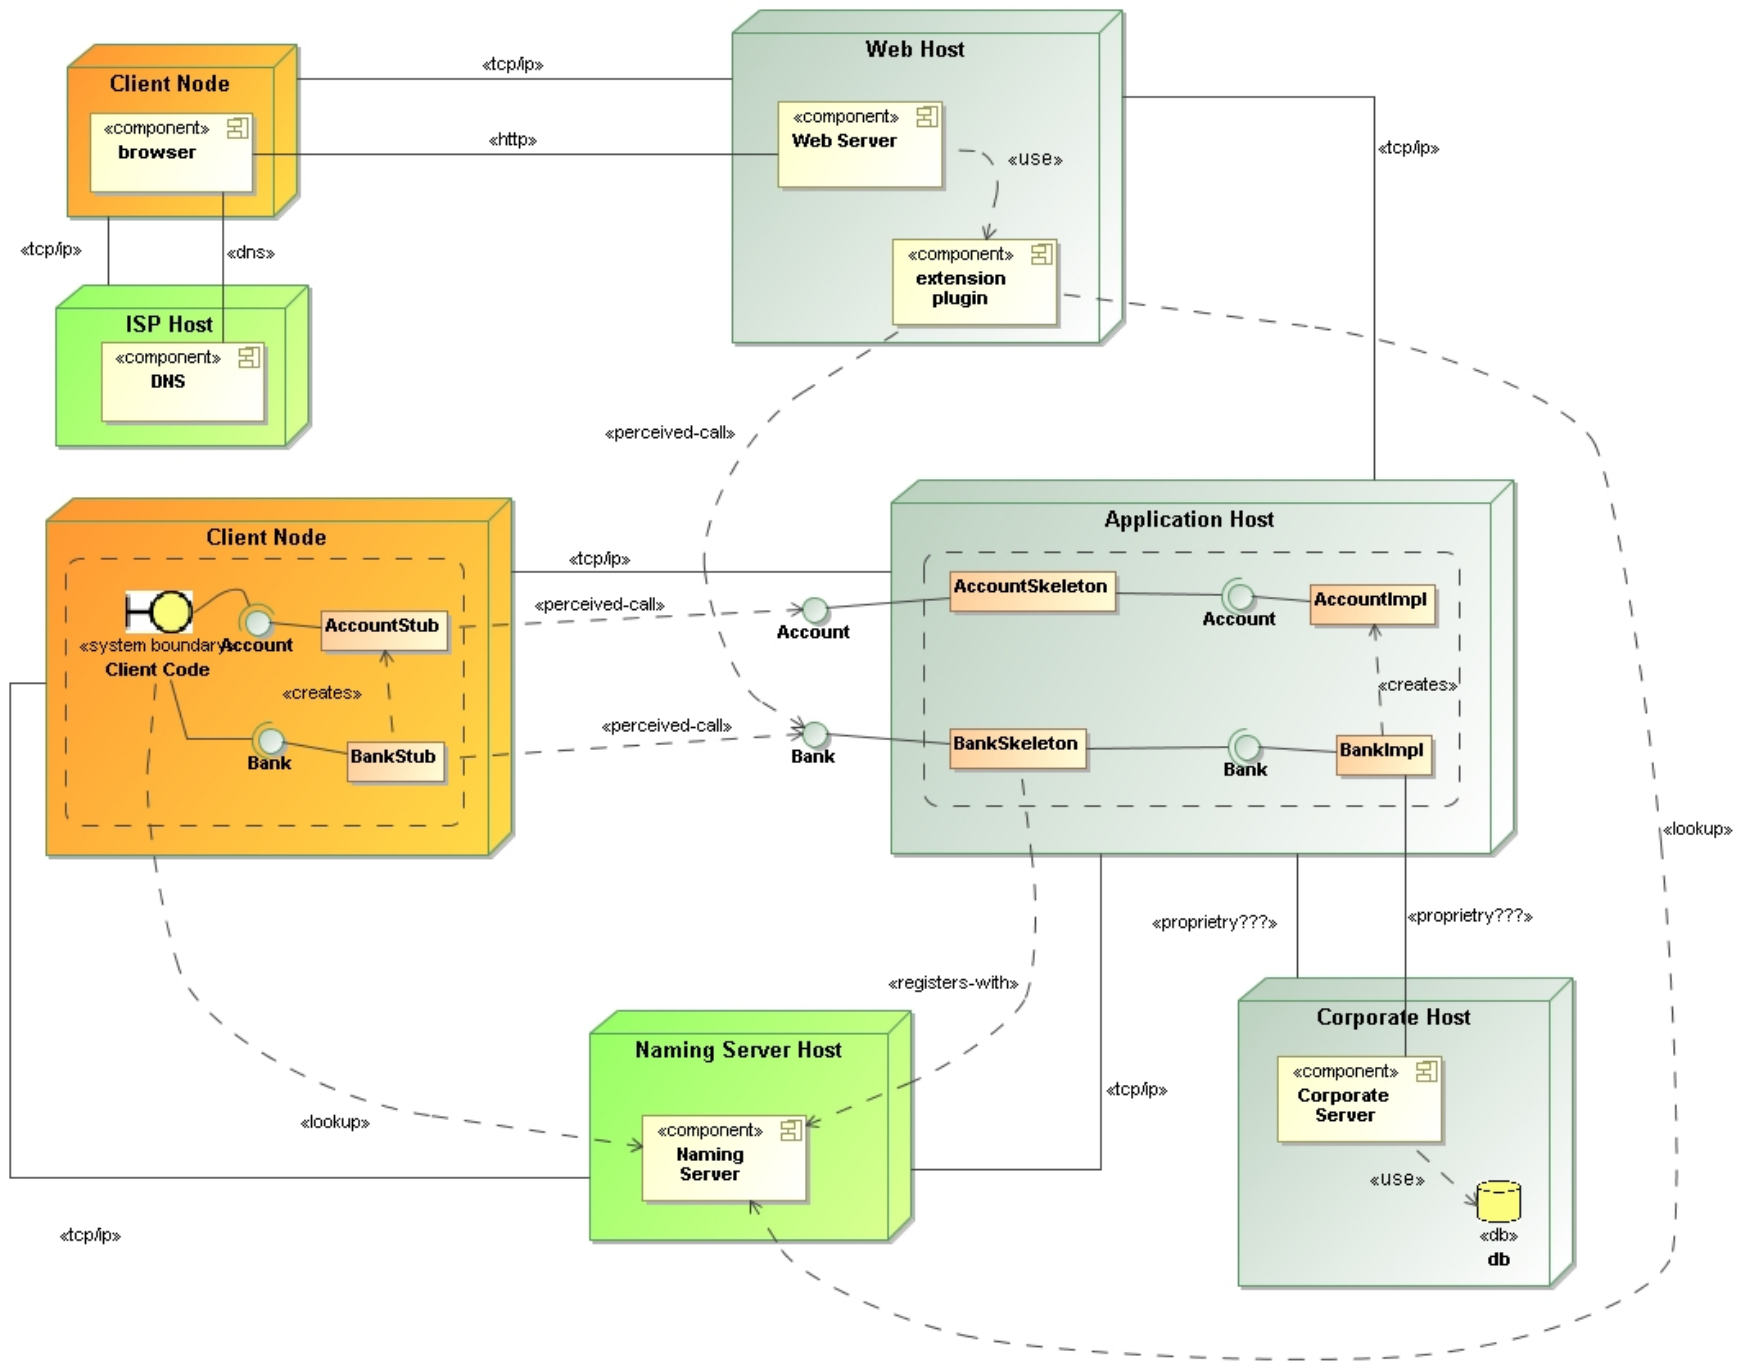 Web Host
«tcp/ip»
Client Node
«component»
browser
«http»
«component»
Web Server
«use»
«tcp/ip»
«tcp/ip»
«dns»
«component»
extension
plugin
ISP Host
«component»
DNS
«perceived-call»
Client Node
«tcp/ip»
Application Host
«system boundary»
Client Code
Account
AccountStub
«perceived-call»
Account
AccountSkeleton
Account
AccountImpl
«creates»
«creates»
Bank
BankStub
«perceived-call»
Bank
BankSkeleton
Bank
BankImpl
«lookup»
«proprietry???»
«proprietry???»
«registers-with»
Naming Server Host
«component»
Naming
Server
«lookup»
«tcp/ip»
Corporate Host
«component»
Corporate
Server
«use»
«db»
db
«tcp/ip»